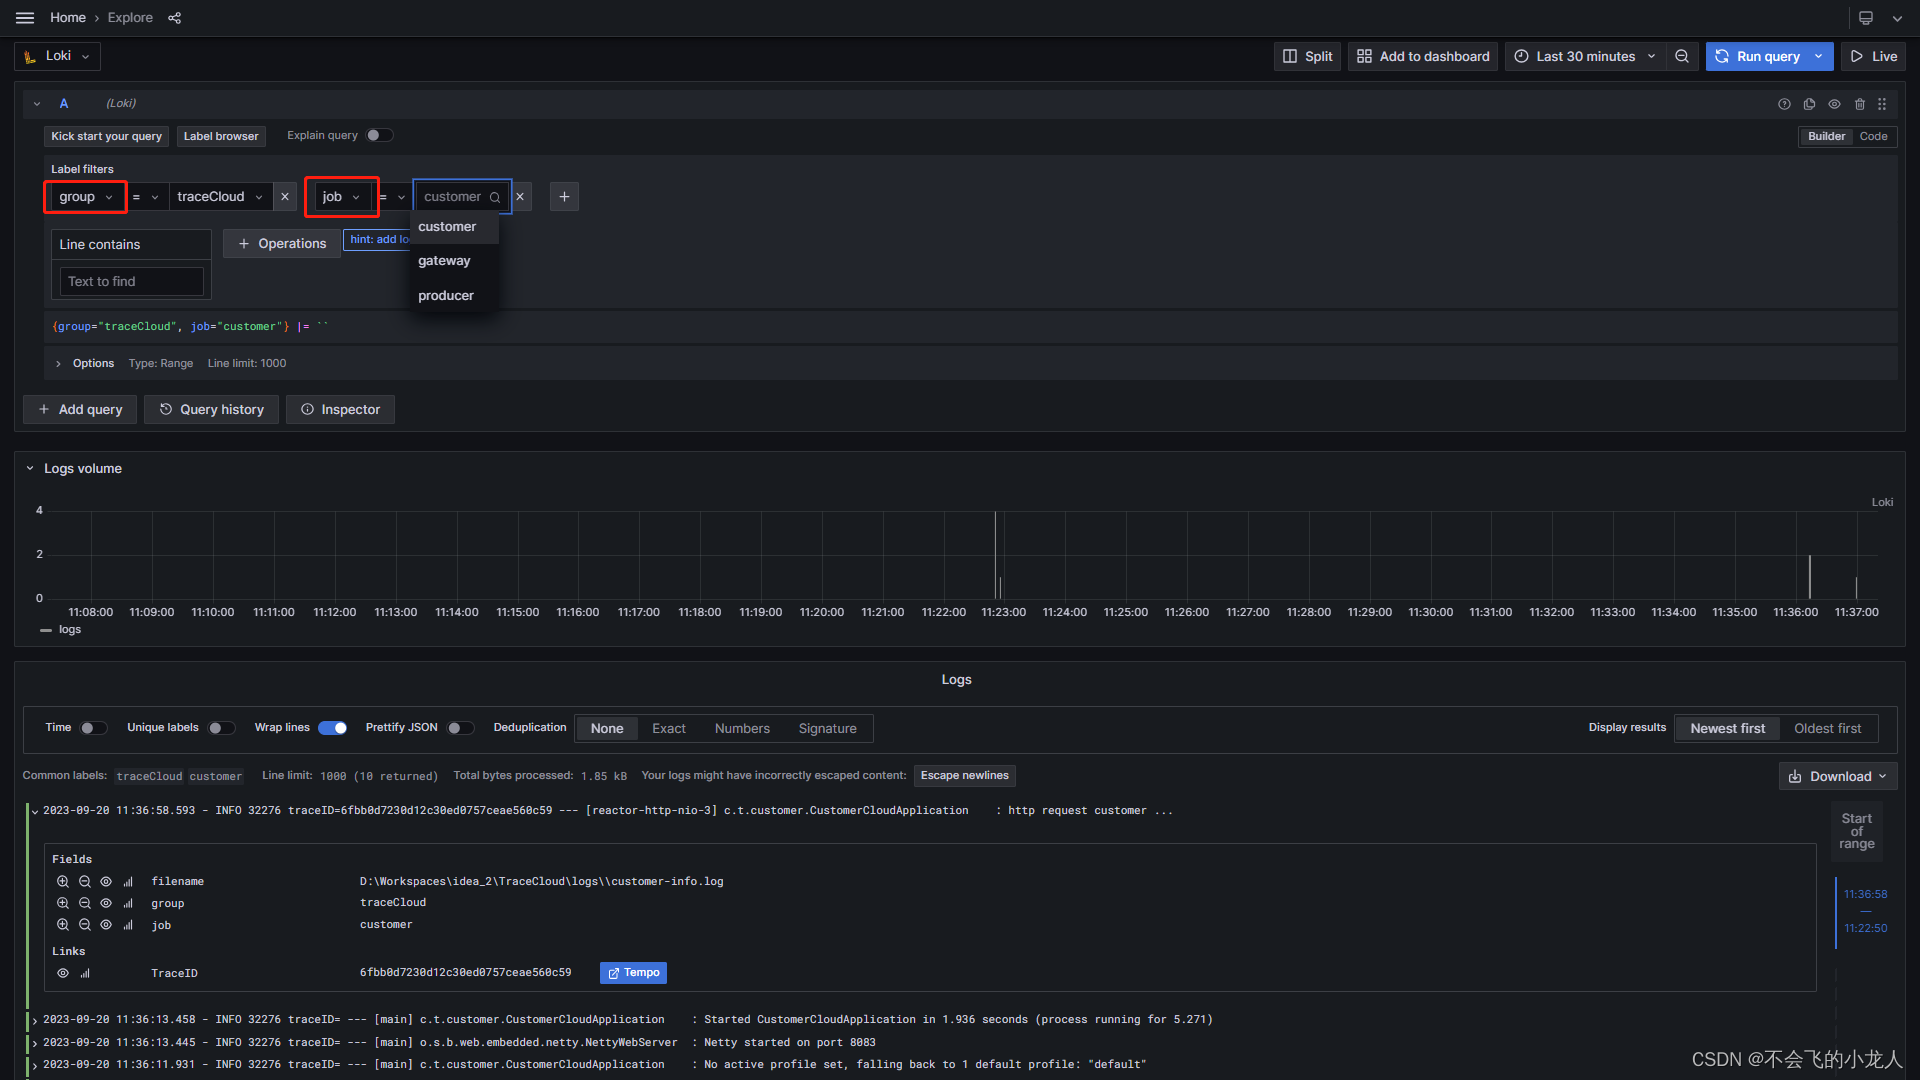 Home › Explore
Loki
Split
Add to dashboard
Last 30 minutes
Run query
Live
A (Loki)
Kick start your query
Label browser
Explain query
Builder
Code
Label filters
group = traceCloud
job = customer
customer
gateway
producer
Line contains
Text to find
Operations
hint: add lo
{group="traceCloud", job="customer"} |= ``
Options Type: Range Line limit: 1000
Add query
Query history
Inspector
Logs volume
Loki
4
2
0
11:08:00 11:09:00 11:10:00 11:11:00 11:12:00 11:13:00 11:14:00 11:15:00 11:16:00 11:17:00 11:18:00 11:19:00 11:20:00 11:21:00 11:22:00 11:23:00 11:24:00 11:25:00 11:26:00 11:27:00 11:28:00 11:29:00 11:30:00 11:31:00 11:32:00 11:33:00 11:34:00 11:35:00 11:36:00 11:37:00
logs
Logs
Time
Unique labels
Wrap lines
Prettify JSON
Deduplication
None Exact Numbers Signature
Display results
Newest first Oldest first
Common labels: traceCloud customer Line limit: 1000 (10 returned) Total bytes processed: 1.85 kB Your logs might have incorrectly escaped content: Escape newlines
Download
2023-09-20 11:36:58.593 - INFO 32276 traceID=6fbb0d7230d12c30ed0757ceae560c59 --- [reactor-http-nio-3] c.t.customer.CustomerCloudApplication : http request customer ...
Start of range
Fields
filename D:\Workspaces\idea_2\TraceCloud\logs\\customer-info.log
group traceCloud
job customer
Links
TraceID 6fbb0d7230d12c30ed0757ceae560c59 Tempo
11:36:58
—
11:22:50
2023-09-20 11:36:13.458 - INFO 32276 traceID= --- [main] c.t.customer.CustomerCloudApplication : Started CustomerCloudApplication in 1.936 seconds (process running for 5.271)
2023-09-20 11:36:13.445 - INFO 32276 traceID= --- [main] o.s.b.web.embedded.netty.NettyWebServer : Netty started on port 8083
2023-09-20 11:36:11.931 - INFO 32276 traceID= --- [main] c.t.customer.CustomerCloudApplication : No active profile set, falling back to 1 default profile: "default"
CSDN @不会飞的小龙人